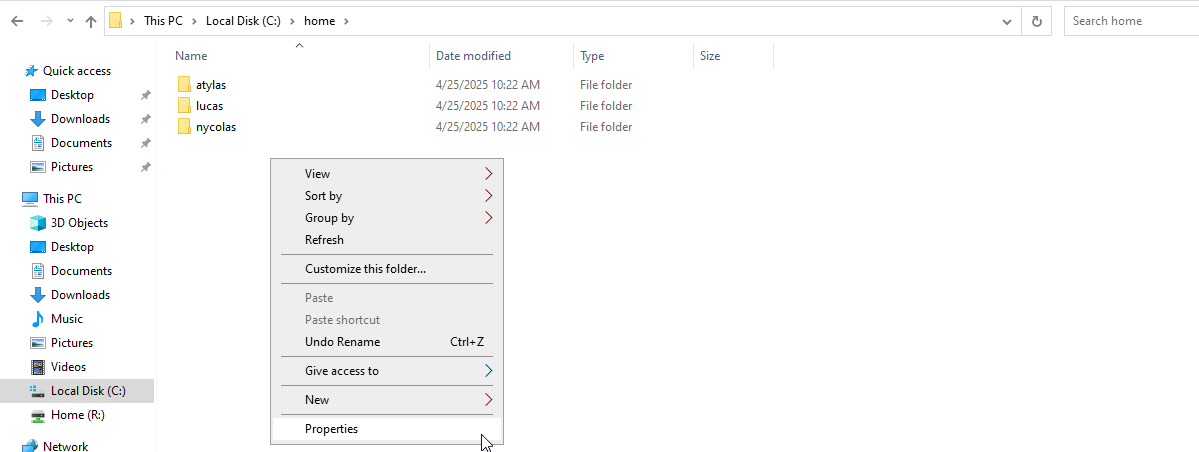 This PC > Local Disk (C:) > home >
Search home
Name Date modified Type Size
Quick access
Desktop
Downloads
Documents
Pictures
This PC
3D Objects
Desktop
Documents
Downloads
Music
Pictures
Videos
Local Disk (C:)
Home (R:)
Network
atylas 4/25/2025 10:22 AM File folder
lucas 4/25/2025 10:22 AM File folder
nycolas 4/25/2025 10:22 AM File folder
View
Sort by
Group by
Refresh
Customize this folder...
Paste
Paste shortcut
Undo Rename Ctrl+Z
Give access to
New
Properties